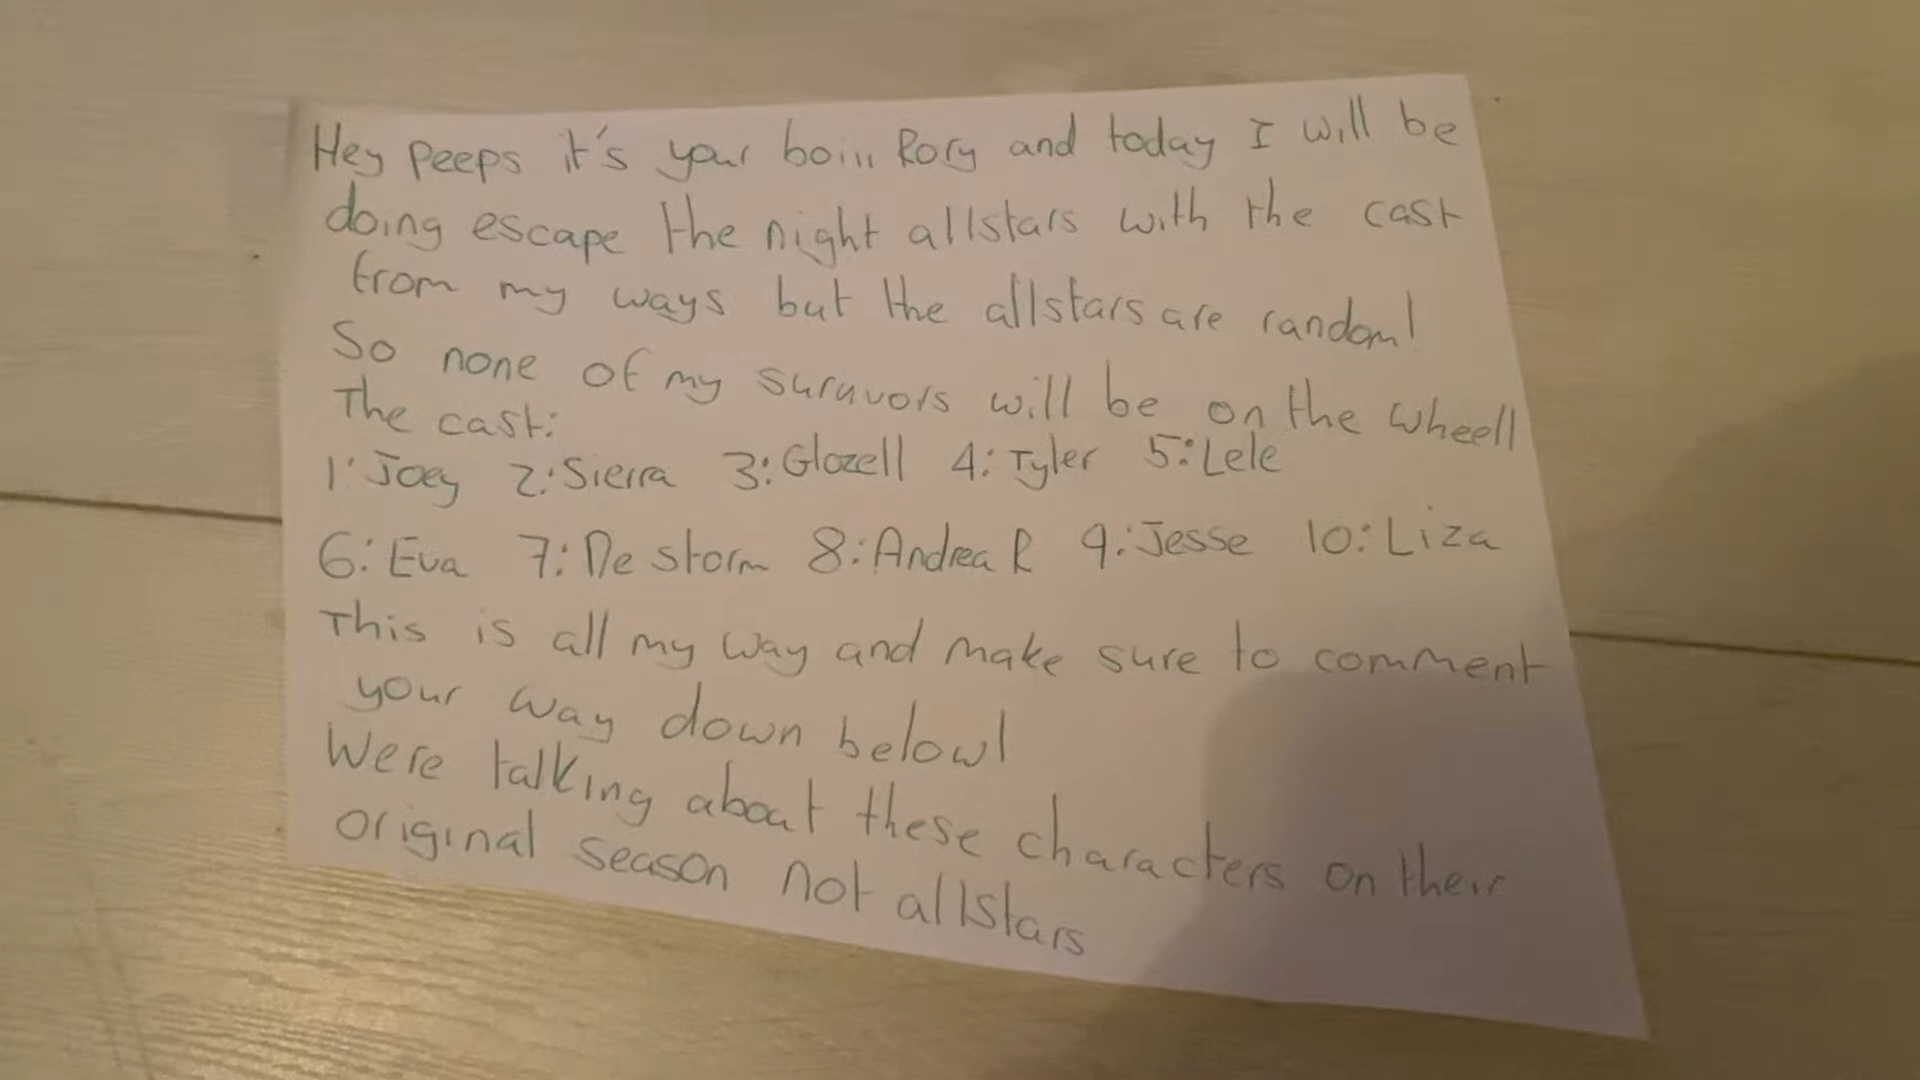 Hey Peeps it's your boiii Rory and today I will be
doing escape the night allstars with the cast
from my ways but the allstars are random!
So none of my suruvors will be on the wheel!
The cast:
1: Joey 2: Sierra 3: Glozell 4: Tyler 5: Lele
6: Eva 7: De storm 8: Andrea R 9: Jesse 10: Liza
This is all my way and make sure to comment
your way down below!
Were talking about these characters on their
original season not allstars